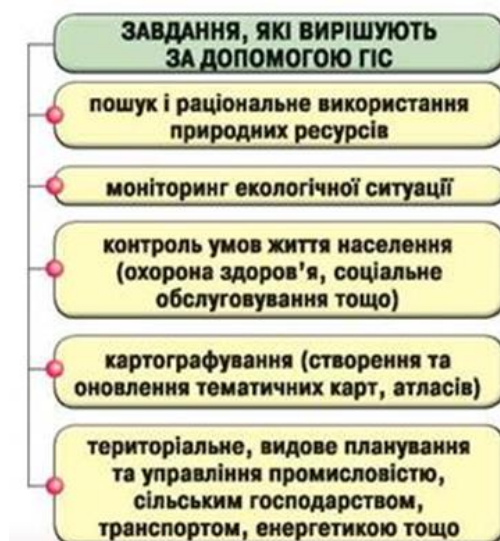 ЗАВДАННЯ, ЯКІ ВИРІШУЮТЬ
ЗА ДОПОМОГОЮ ГІС
пошук і раціональне використання
природних ресурсів
моніторинг екологічної ситуації
контроль умов життя населення
(охорона здоров'я, соціальне
обслуговування тощо)
картографування (створення та
оновлення тематичних карт, атласів)
територіальне, видове планування
та управління промисловістю,
сільським господарством,
транспортом, енергетикою тощо